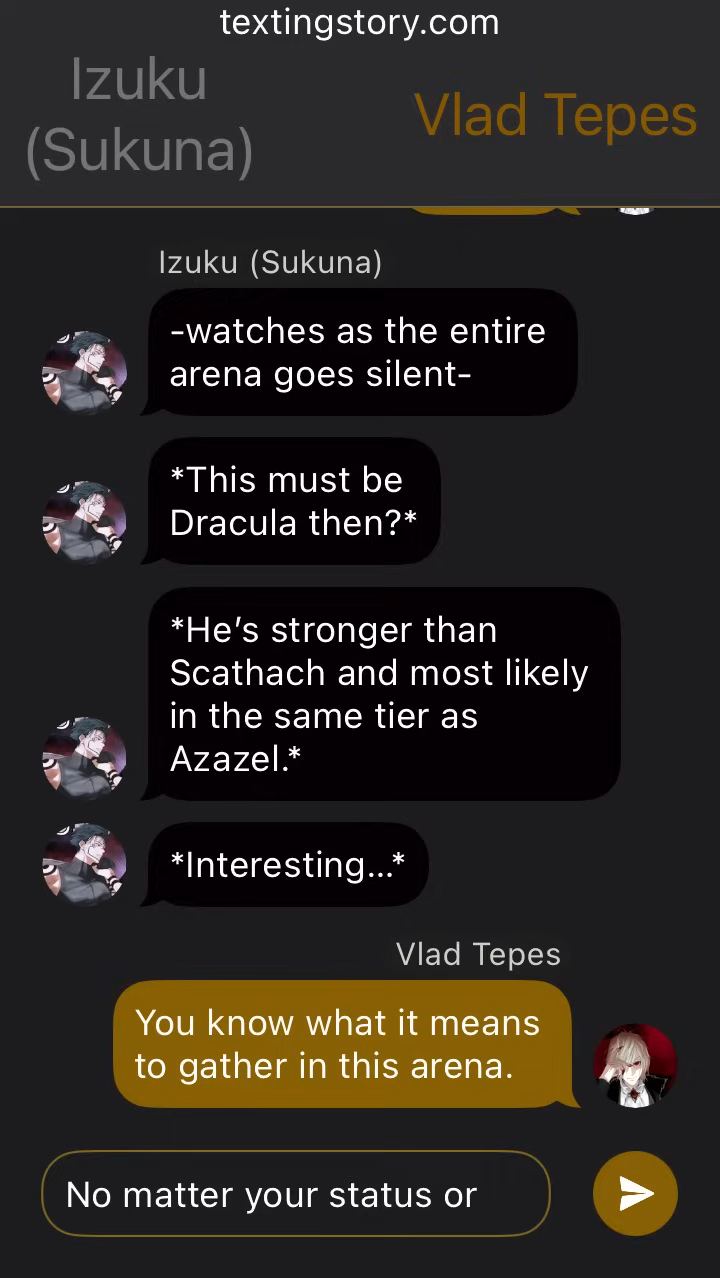 textingstory.com
Izuku
(Sukuna)
Vlad Tepes
Izuku (Sukuna)
-watches as the entire
arena goes silent-
*This must be
Dracula then?*
*He’s stronger than
Scathach and most likely
in the same tier as
Azazel.*
*Interesting...*
Vlad Tepes
You know what it means
to gather in this arena.
No matter your status or